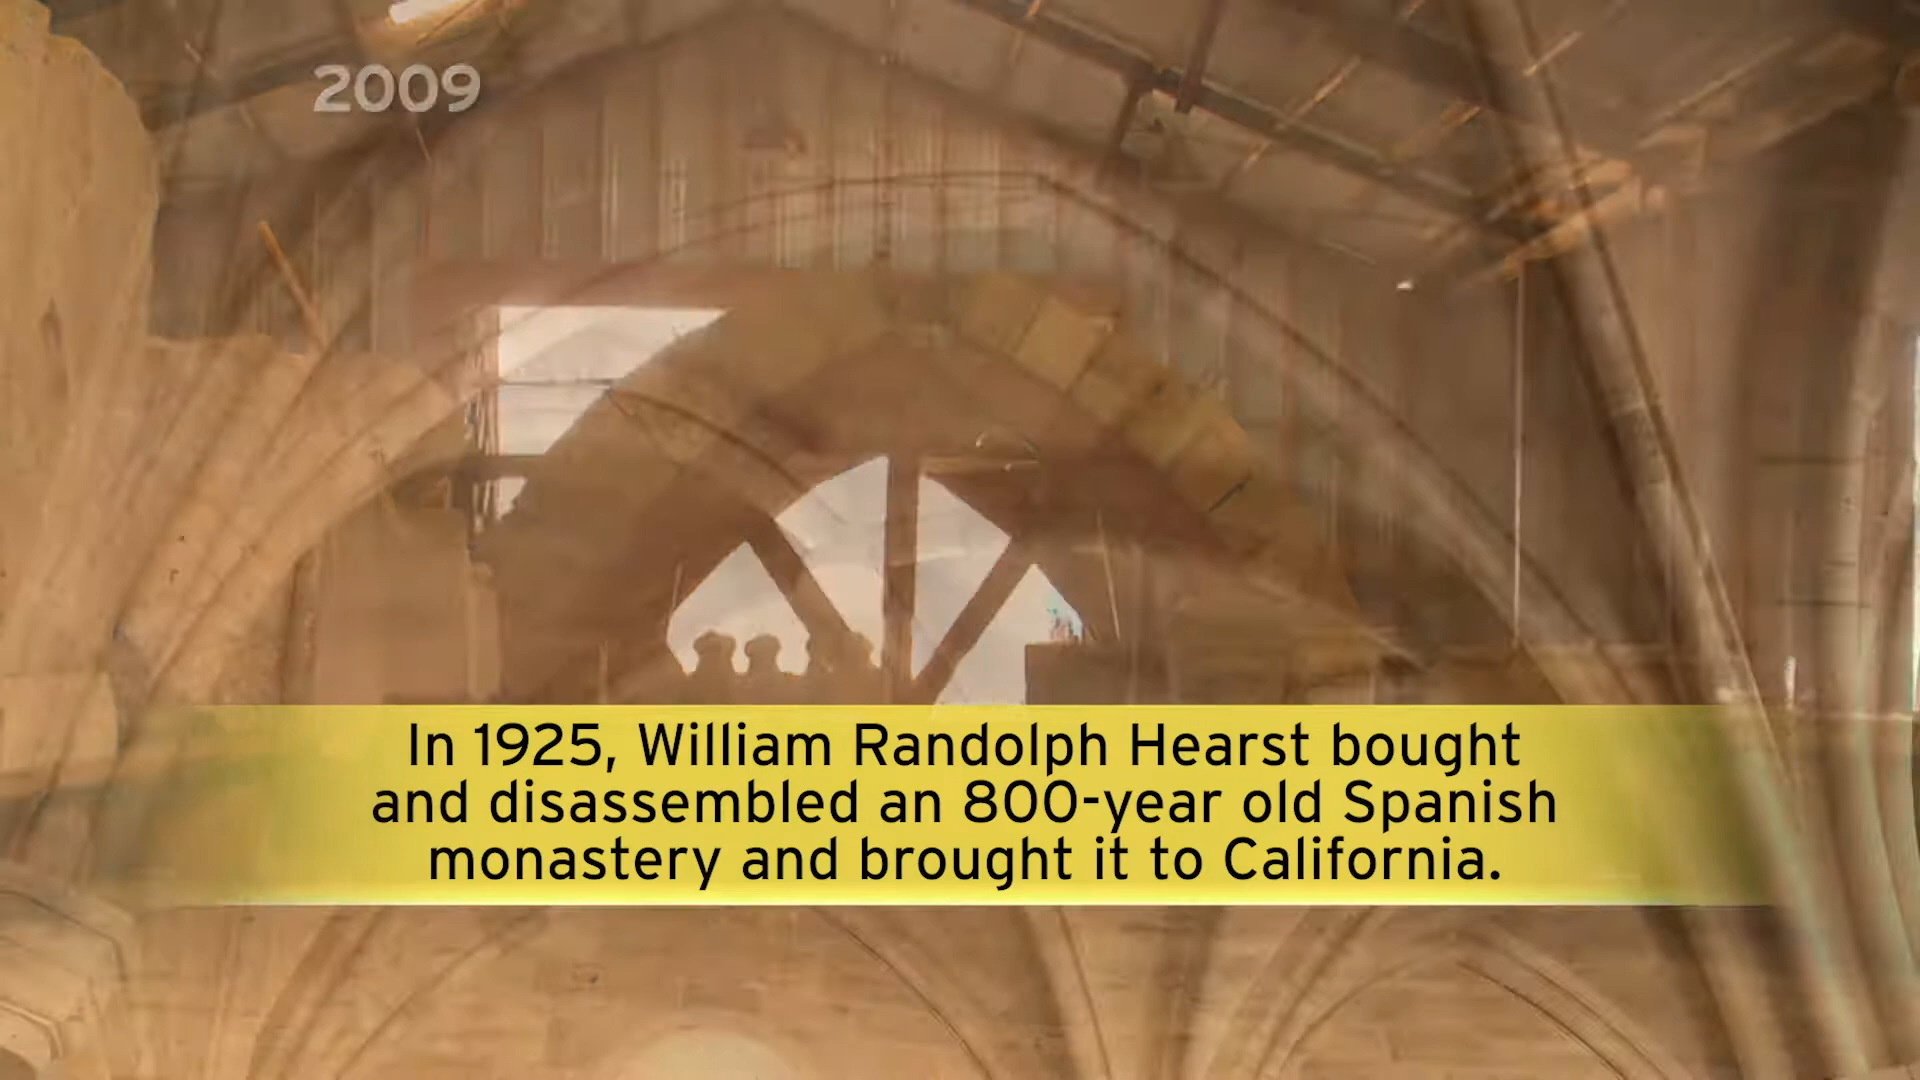 2009
In 1925, William Randolph Hearst bought
and disassembled an 800-year old Spanish
monastery and brought it to California.